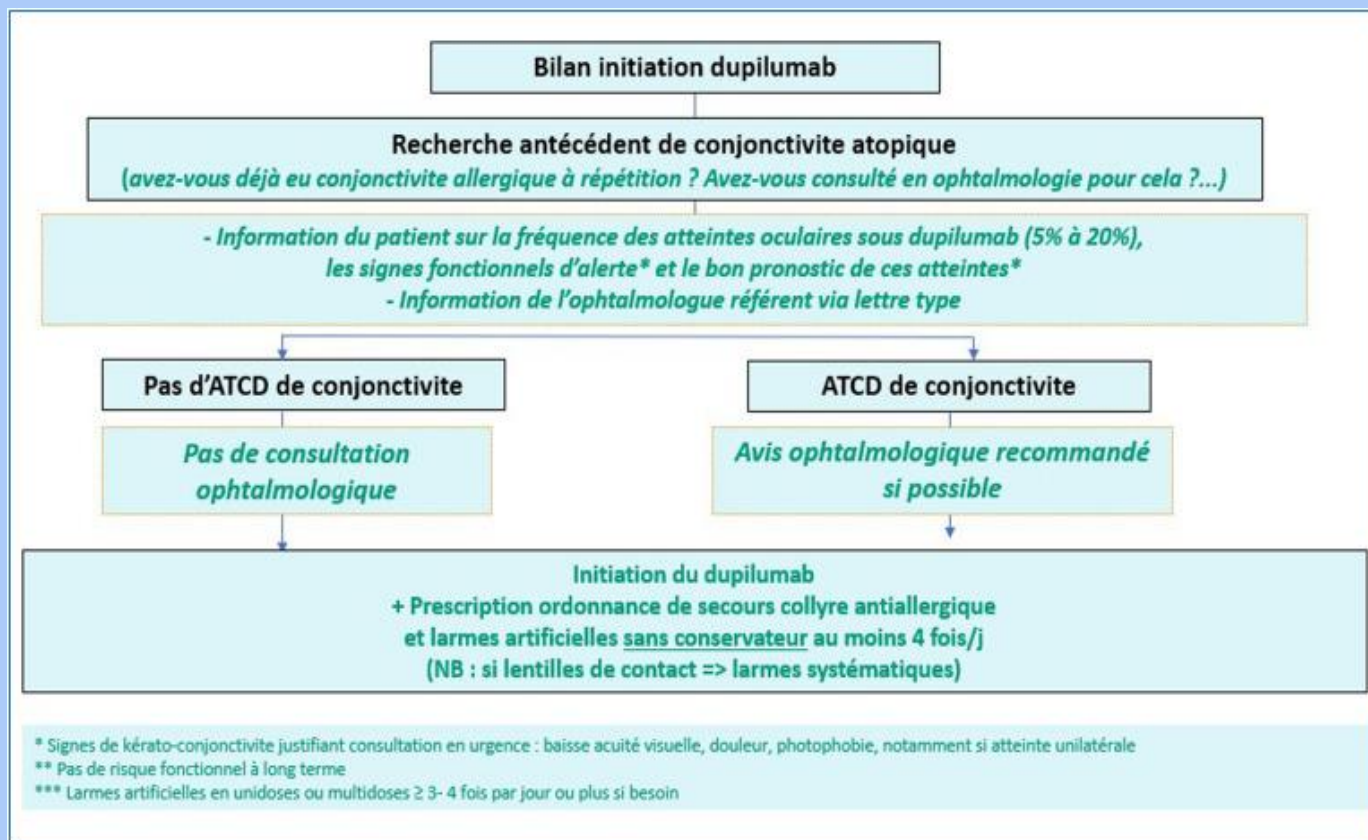 Bilan initiation dupilumab
Recherche antécédent de conjonctivite atopique
(avez-vous déjà eu conjonctivite allergique à répétition ? Avez-vous consulté en ophtalmologie pour cela ?...)
- Information du patient sur la fréquence des atteintes oculaires sous dupilumab (5% à 20%),
les signes fonctionnels d'alerte* et le bon pronostic de ces atteintes*
- Information de l'ophtalmologue référent via lettre type
Pas d'ATCD de conjonctivite
ATCD de conjonctivite
Pas de consultation
ophtalmologique
Avis ophtalmologique recommandé
si possible
Initiation du dupilumab
+ Prescription ordonnance de secours collyre antiallergique
et larmes artificielles sans conservateur au moins 4 fois/j
(NB : si lentilles de contact => larmes systématiques)
* Signes de kérato-conjonctivite justifiant consultation en urgence : baisse acuité visuelle, douleur, photophobie, notamment si atteinte unilatérale
** Pas de risque fonctionnel à long terme
*** Larmes artificielles en unidoses ou multidoses ≥ 3- 4 fois par jour ou plus si besoin